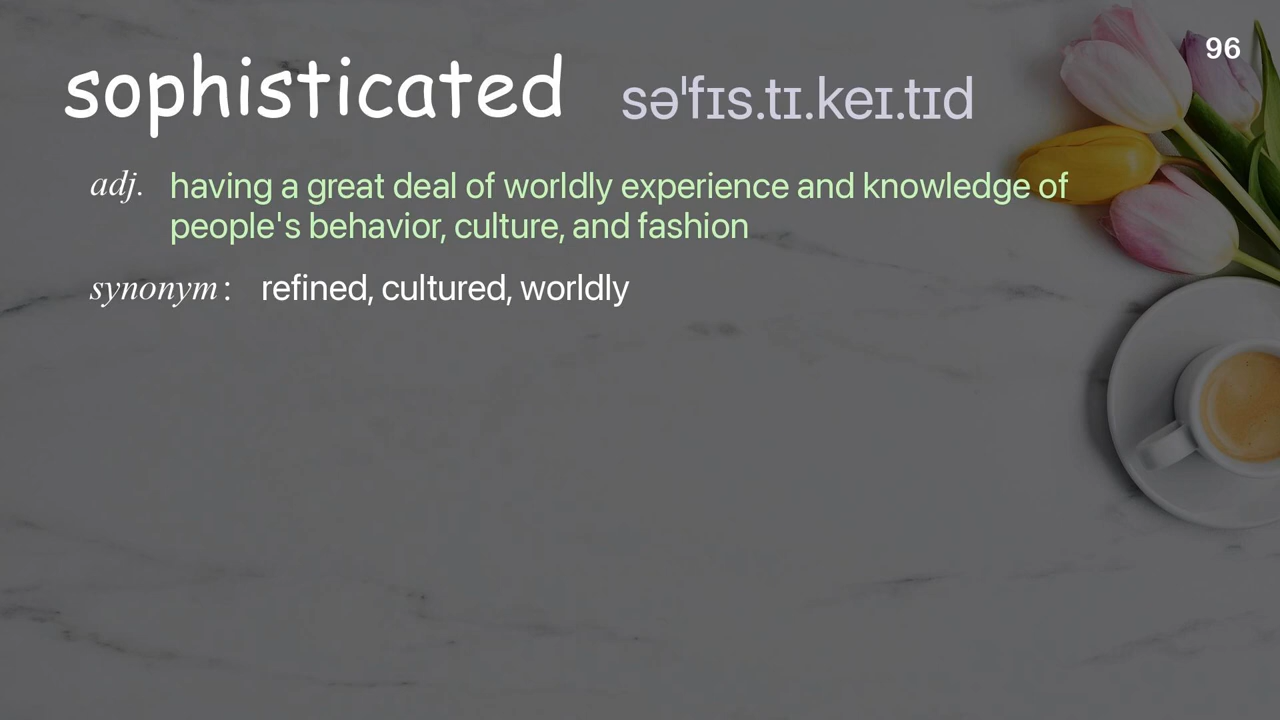 96
sophisticated səˈfɪs.tɪ.keɪ.tɪd
adj. having a great deal of worldly experience and knowledge of
people's behavior, culture, and fashion
synonym: refined, cultured, worldly